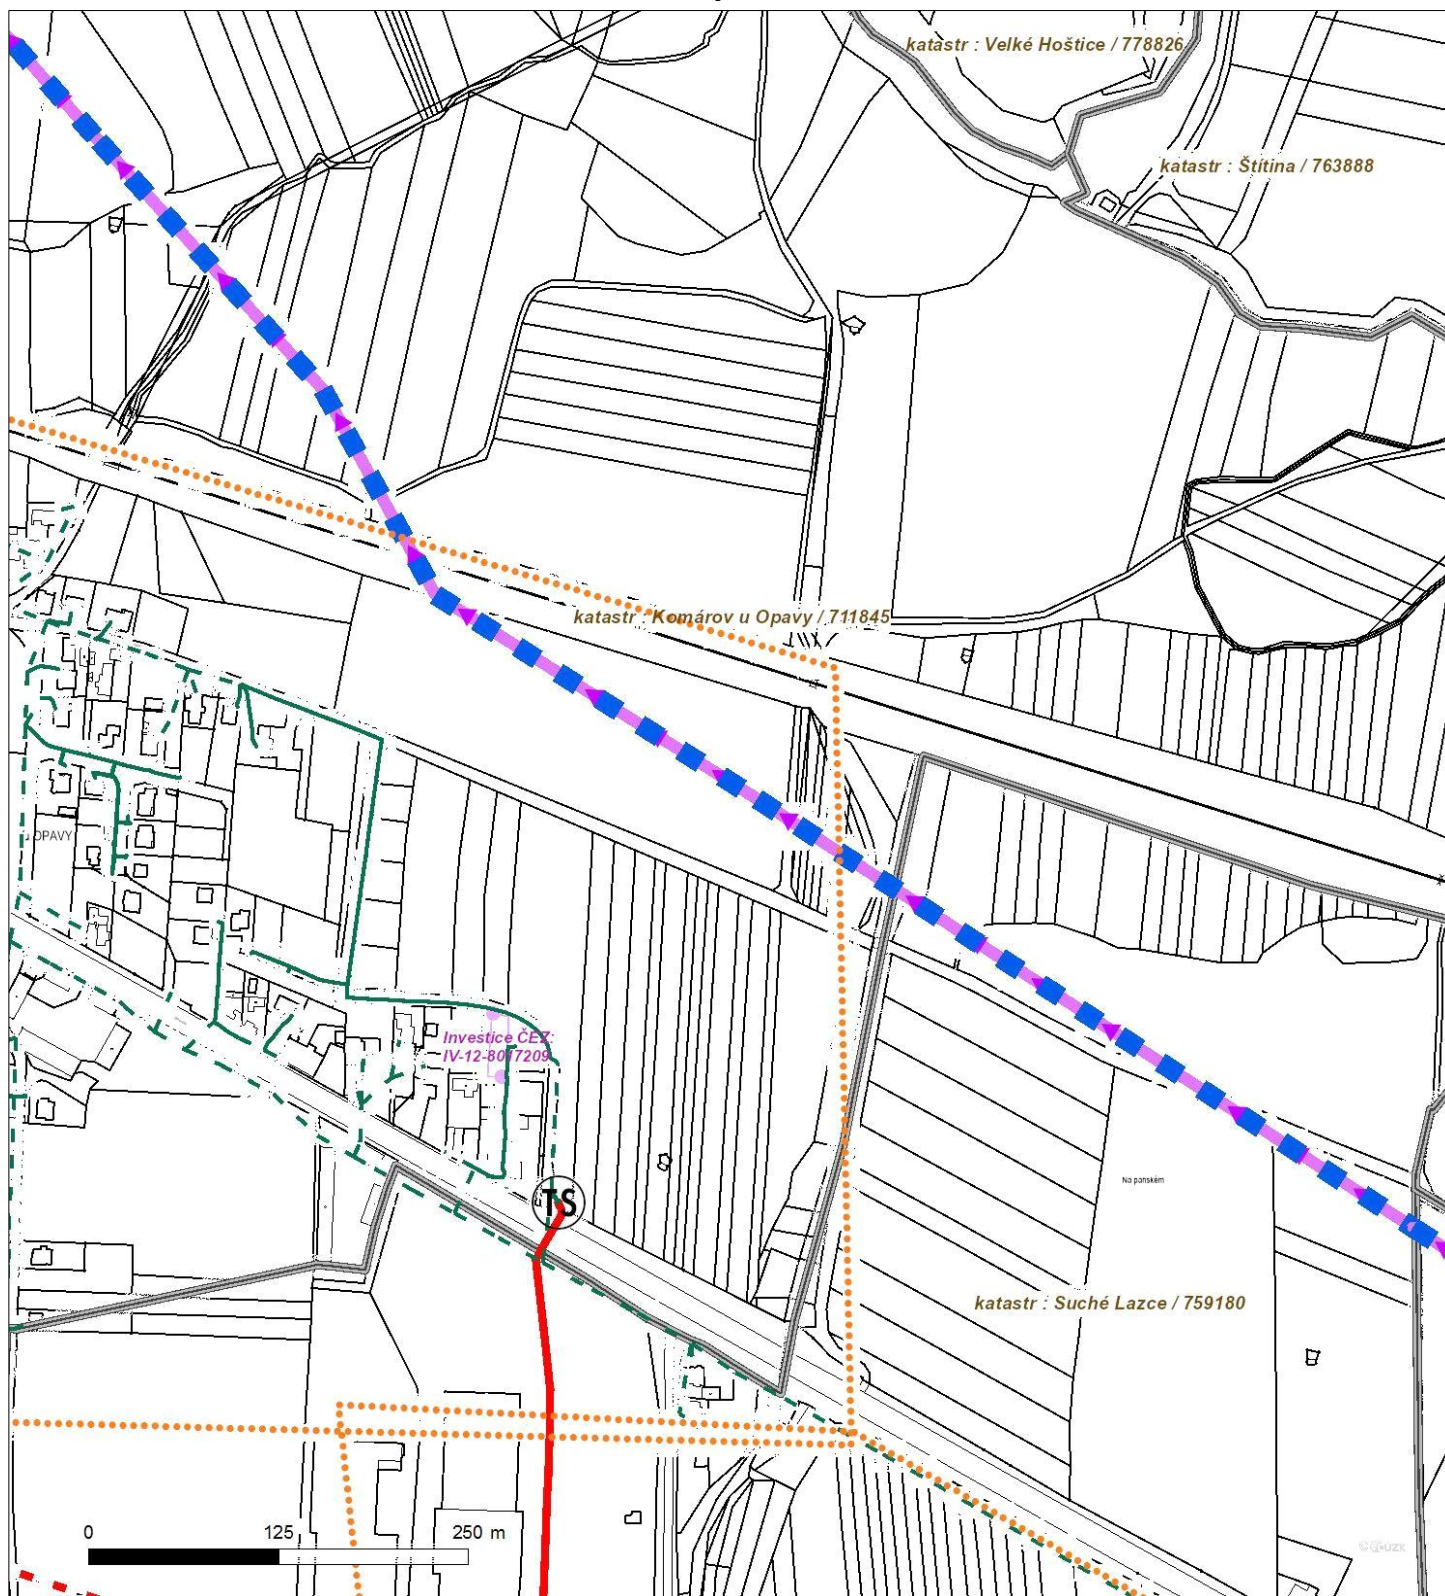 katastr : Velké Hoštice / 778826
katastr : Štítina / 763888
katastr : Komárov u Opavy / 711845
OPAVY
Investice ČEZ:
IV-12-8017209
TS
Na panském
katastr : Suché Lazce / 759180
0 125 250 m